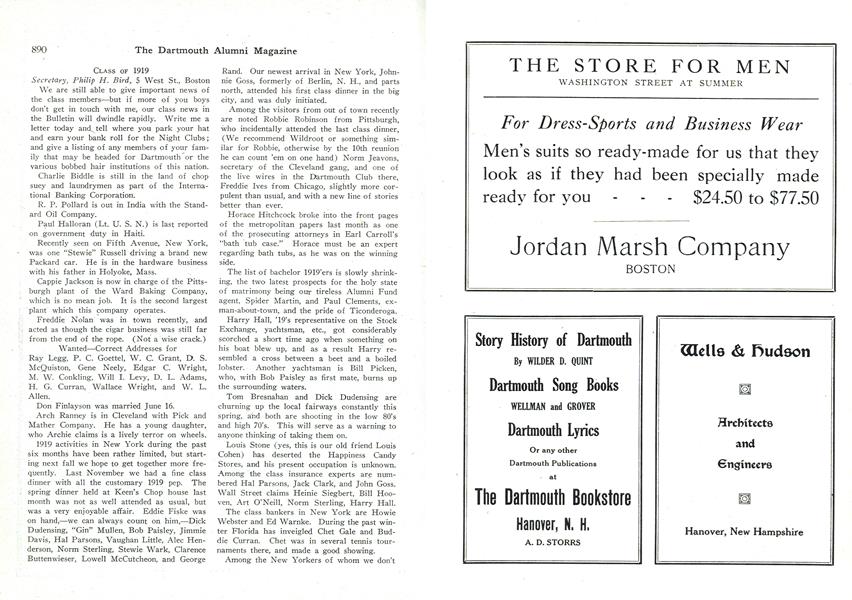 890
The Dartmouth Alumni Magazine
CLASS OF 1919
Secretary, Philip H. Bird, 5 West St., Boston
We are still able to give important news of
the class members—but if more of you boys
don't get in touch with me, our class news in
the Bulletin will dwindle rapidly. Write me a
letter today and tell where you park your hat
and earn your bank roll for the Night Clubs;
and give a listing of any members of your fam-
ily that may be headed for Dartmouth or the
various bobbed hair institutions of this nation.
Charlie Biddle is still in the land of chop
suey and laundrymen as part of the Interna-
tional Banking Corporation.
R. P. Pollard is out in India with the Stand-
ard Oil Company.
Paul Halloran (Lt. U. S. N.) is last reported
on government duty in Haiti.
Recently seen on Fifth Avenue, New York,
was one "Stewie" Russell driving a brand new
Packard car. He is in the hardware business
with his father in Holyoke, Mass.
Cappie Jackson is now in charge of the Pitts-
burgh plant of the Ward Baking Company,
which is no mean job. It is the second largest
plant which this company operates.
Freddie Nolan was in town recently, and
acted as though the cigar business was still far
from the end of the rope. (Not a wise crack.)
Wanted—Correct Addresses for
Ray Legg, P. C. Goettel, W. C. Grant, D. S.
McQuiston, Gene Neely, Edgar C. Wright,
M. W. Conkling, Will I. Levy, D. L. Adams,
H. G. Curran, Wallace Wright, and W. L.
Allen.
Don Finlayson was married June 16.
Arch Ranney is in Cleveland with Pick and
Mather Company. He has a young daughter,
who Archie claims is a lively terror on wheels.
1919 activities in New York during the past
six months have been rather limited, but start-
ing next fall we hope to get together more fre-
quently. Last November we had a fine class
dinner with all the customary 1919 pep. The
spring dinner held at Keen's Chop house last
month was not as well attended as usual, but
was a very enjoyable affair. Eddie Fiske was
on hand,—we can always count on him,—Dick
Dudensing, "Gin" Mullen, Bob Paisley, Jimmie
Davis, Hal Parsons, Vaughan Little, Alec Hen-
derson, Norm Sterling, Stewie Wark, Clarence
Buttenwieser, Lowell McCutcheon, and George
Rand. Our newest arrival in New York, John-
nie Goss, formerly of Berlin, N. H., and parts
north, attended his first class dinner in the big
city, and was duly initiated.
Among the visitors from out of town recently
are noted Robbie Robinson from Pittsburgh,
who incidentally attended the last class dinner,
(We recommend Wildroot or something sim-
ilar for Robbie, otherwise by the 10th reunion
he can count 'em on one hand) Norm Jeavons,
secretary of the Cleveland gang, and one of
the live wires in the Dartmouth Club there,
Freddie Ives from Chicago, slightly more cor-
pulent than usual, and with a new line of stories
better than ever.
Horace Hitchcock broke into the front pages
of the metropolitan papers last month as one
of the prosecuting attorneys in Earl Carroll's
"bath tub case." Horace must be an expert
regarding bath tubs, as he was on the winning
side.
The list of bachelor 1919'ers is slowly shrink-
ing, the two latest prospects for the holy state
of matrimony being our tireless Alumni Fund
agent, Spider Martin, and Paul Clements, ex-
man-about-town, and the pride of Ticonderoga.
Harry Hall, '19's representative on the Stock
Exchange, yachtsman, etc., got considerably
scorched a short time ago when something on
his boat blew up, and as a result Harry re-
sembled a cross between a beet and a boiled
lobster. Another yachtsman is Bill Picken,
who, with Bob Paisley as first mate, burns up
the surrounding waters.
Tom Bresnahan and Dick Dudensing are
churning up the local fairways constantly this
spring, and both are shooting in the low 80's
and high 70's. This will serve as a warning to
anyone thinking of taking them on.
Louis Stone (yes, this is our old friend Louis
Cohen) has deserted the Happiness Candy
Stores, and his present occupation is unknown.
Among the class insurance experts are num-
bered Hal Parsons, Jack Clark, and John Goss.
Wall Street claims Heinie Siegbert, Bill Hoo-
ven, Art O'Neill, Norm Sterling, Harry Hall.
The class bankers in New York are Howie
Webster and Ed Warnke. During the past win-
ter Florida has inveigled Chet Gale and Bud-
die Curran. Chet was in several tennis tour-
naments there, and made a good showing.
Among the New Yorkers of whom we don't
THE STORE FOR MEN
WASHINGTON STREET AT SUMMER
For Dress-Sports and Business Wear
Men's suits so ready-made for us that they
look as if they had been specially made
ready for you - - - $24.50 to $77.50
Jordan Marsh Company
BOSTON
Story History of Dartmouth
By WILDER D. QUINT
Dartmouth Song Books
WELLMAN and GROVER
Dartmouth Lyrics
Or any other
Dartmouth Publications
at
The Dartmouth Bookstore
Hanover, N. H.
A. D. STORRS
Wells & Hudson
Architects
and
Engineers
Hanover, New Hampshire